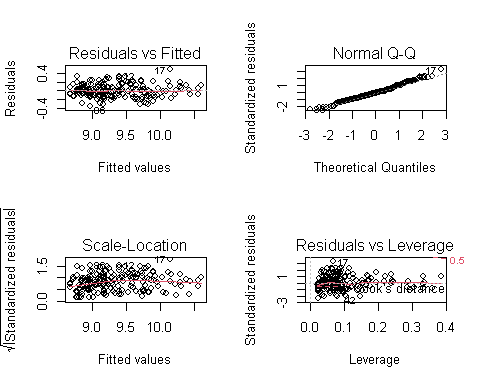 Residuals vs Fitted
Residuals
0.4
-0.4
17
12
9.0
9.5
10.0
Fitted values
Normal Q-Q
Standardized residuals
1
-2
17
-3
-2
-1
0
1
2
3
Theoretical Quantiles
Scale-Location
√|Standardized residuals|
1.5
0.0
17
12
9.0
9.5
10.0
Fitted values
Residuals vs Leverage
Standardized residuals
1
-3
17
0.5
Cook's distance
0.0
0.1
0.2
0.3
0.4
Leverage